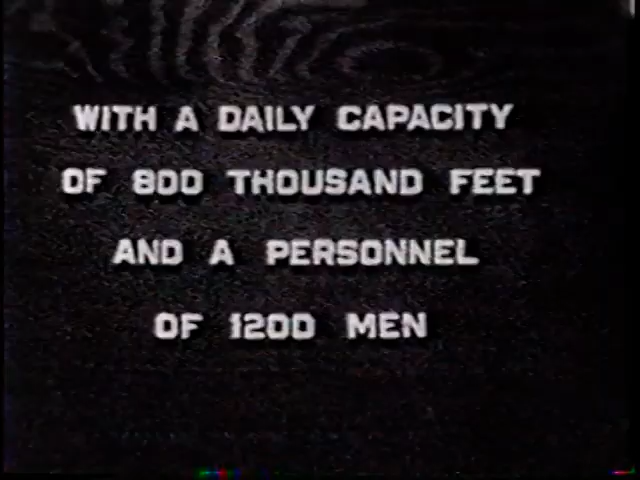 WITH A DAILY CAPACITY
OF 800 THOUSAND FEET
AND A PERSONNEL
OF 1200 MEN